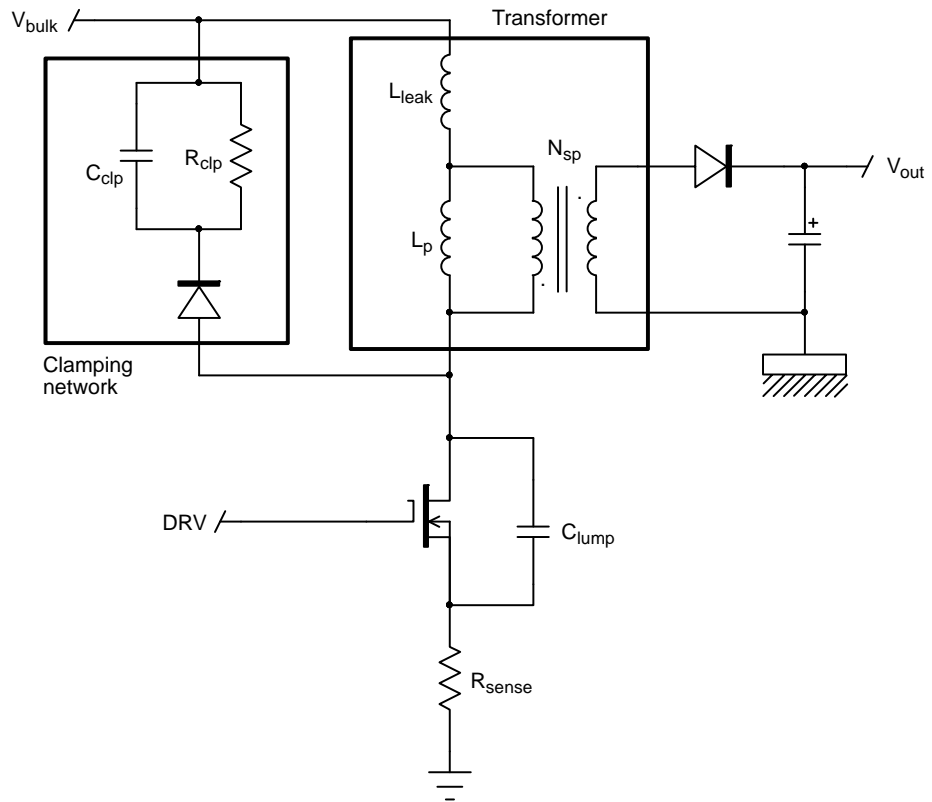 Transformer
Vbulk
Lleak
Nsp
Cclp
Rclp
Vout
+
Lp
Clamping
network
DRV
Clump
Rsense